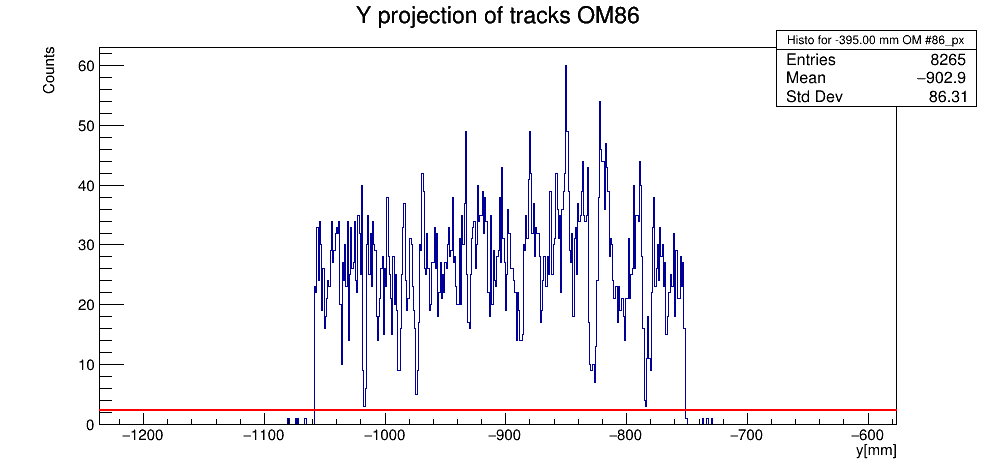 Y projection of tracks OM86
Histo for -395.00 mm OM #86_px
Entries 8265
Mean −902.9
Std Dev 86.31
Counts
60
50
40
30
20
10
0
−1200 −1100 −1000 −900 −800 −700 −600
y[mm]